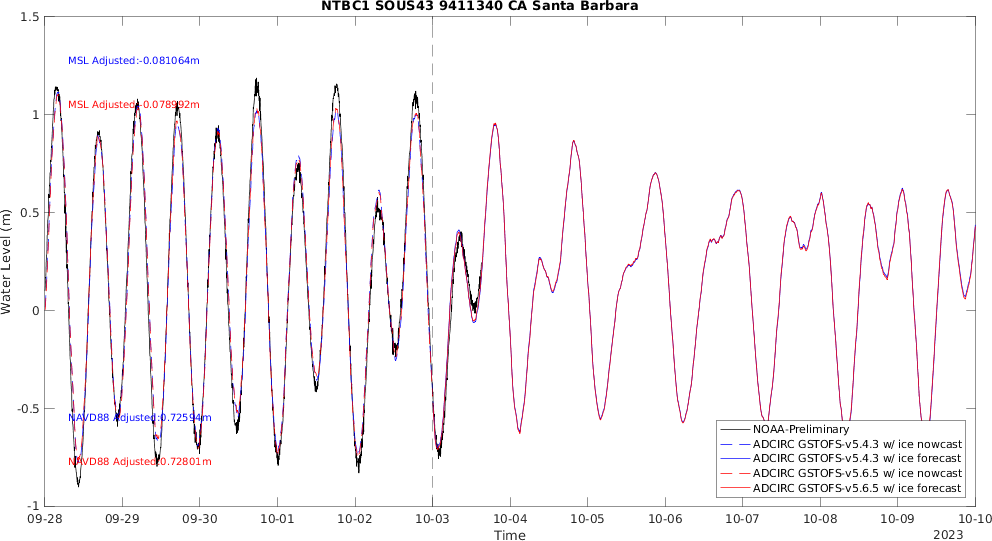 NTBC1 SOUS43 9411340 CA Santa Barbara
1.5
1
0.5
0
-0.5
-1
Water Level (m)
MSL Adjusted:-0.081064m
MSL Adjusted:-0.078992m
NAVD88 Adjusted:0.72594m
NAVD88 Adjusted:0.72801m
NOAA-Preliminary
ADCIRC GSTOFS-v5.4.3 w/ ice nowcast
ADCIRC GSTOFS-v5.4.3 w/ ice forecast
ADCIRC GSTOFS-v5.6.5 w/ ice nowcast
ADCIRC GSTOFS-v5.6.5 w/ ice forecast
09-28 09-29 09-30 10-01 10-02 10-03 10-04 10-05 10-06 10-07 10-08 10-09 10-10
Time
2023